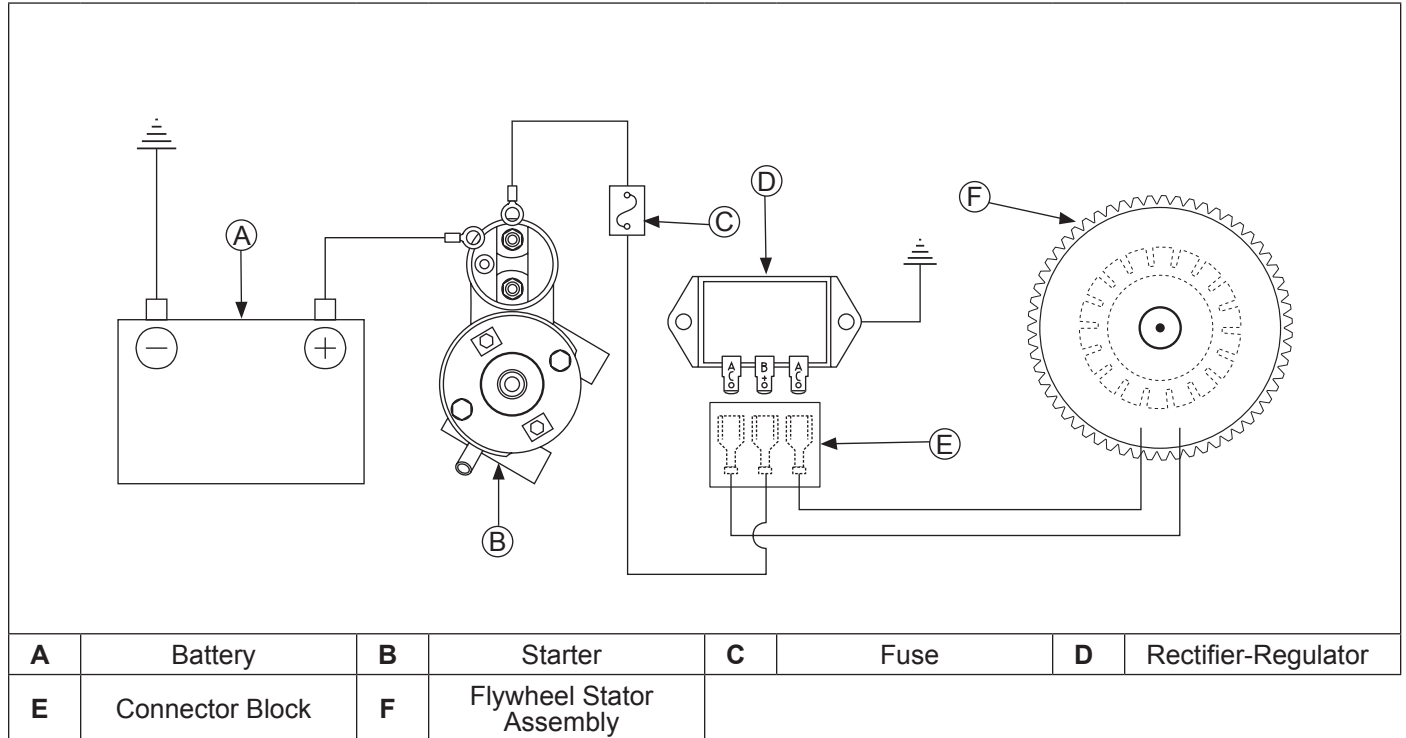 A
B
C
D
E
F
−
+
AC
B+
AC
A Battery B Starter C Fuse D Rectifier-Regulator
E Connector Block F Flywheel Stator
Assembly